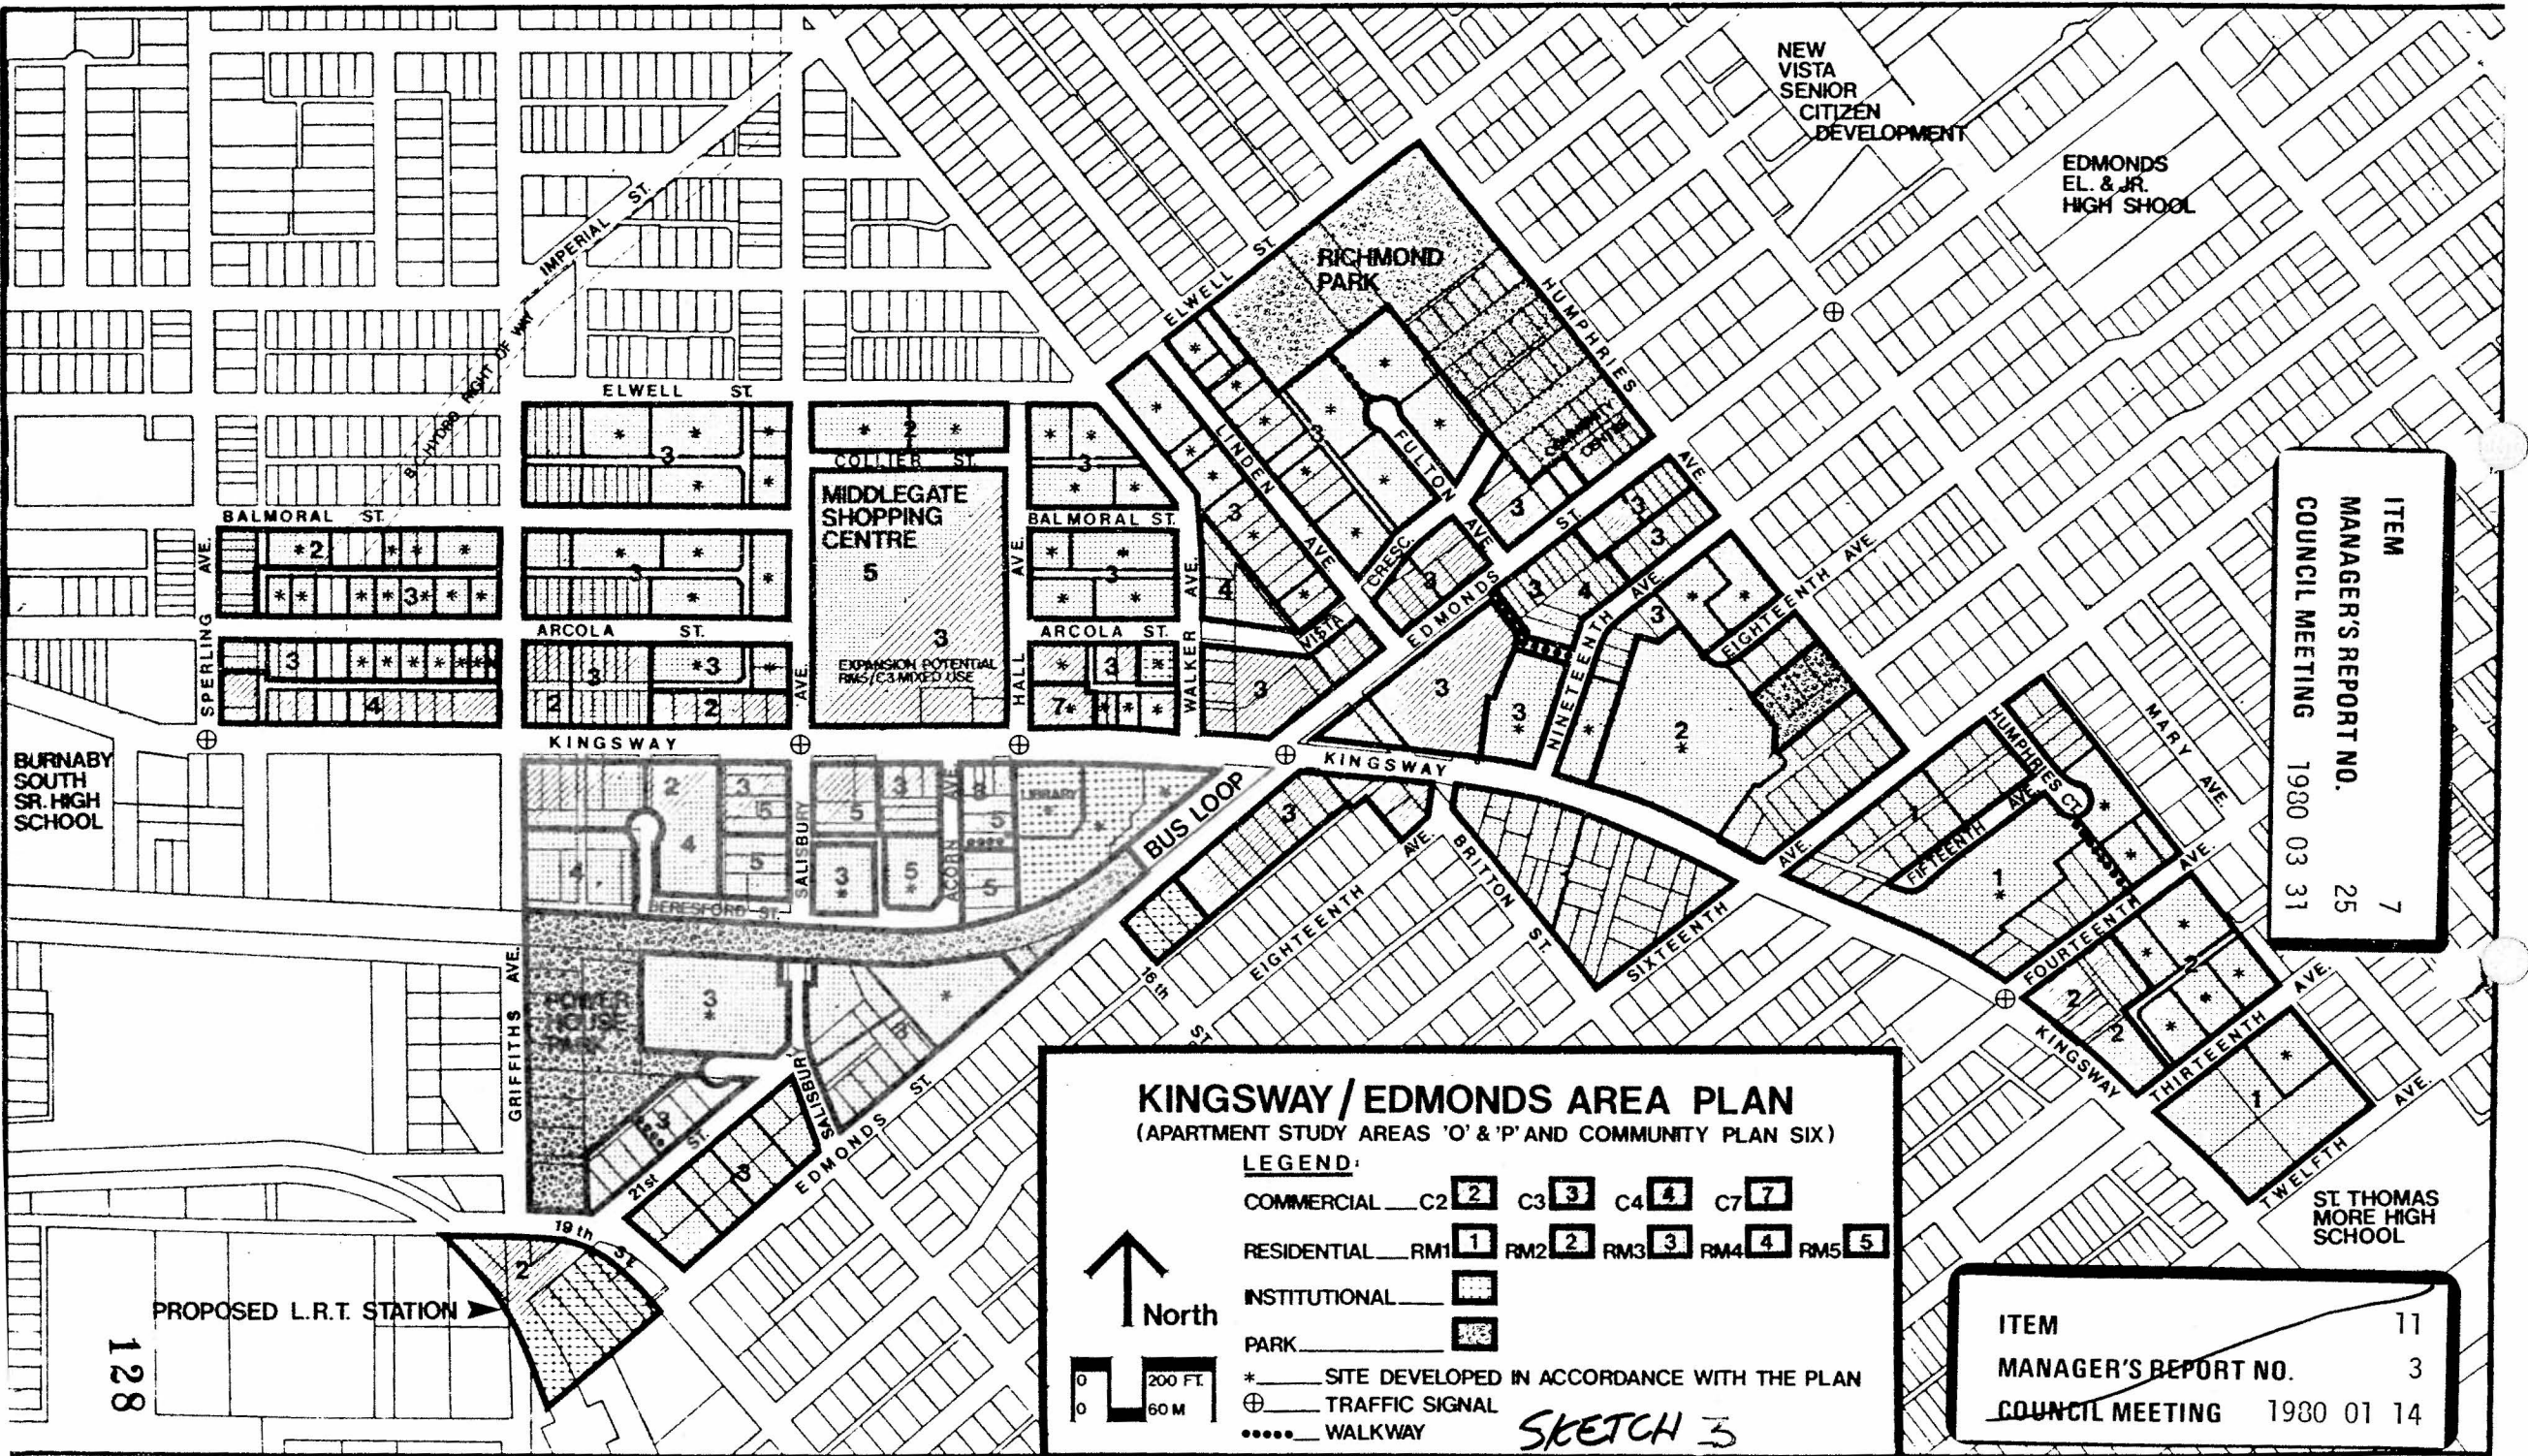 NEW
VISTA
SENIOR
CITIZEN
DEVELOPMENT
EDMONDS
EL. & JR.
HIGH SHOOL
IMPERIAL ST.
B.C. HYDRO RIGHT OF WAY
ELWELL ST.
RICHMOND
PARK
HUMPHRIES AVE.
ELWELL ST.
COLLIER ST.
LINDEN AVE
FULTON AVE.
COMMUNITY
CENTRE
MIDDLEGATE
SHOPPING
CENTRE
5
3
EXPANSION POTENTIAL
RM5/C3 MIXED USE
BALMORAL ST.
BALMORAL ST.
SPERLING AVE.
ARCOLA ST.
ARCOLA ST.
HALL AVE.
WALKER AVE.
VISTA CRESC.
EDMONDS ST.
NINETEENTH AVE
EIGHTEENTH AVE
KINGSWAY
KINGSWAY
BURNABY
SOUTH
SR. HIGH
SCHOOL
SALISBURY AVE
ACORN AVE
LIBRARY
BUS LOOP
BERESFORD ST.
HUMPHRIES CT.
MARY AVE.
FIFTEENTH AVE.
FOURTEENTH AVE.
THIRTEENTH AVE.
TWELFTH AVE.
KINGSWAY
BRITTON ST.
SIXTEENTH AVE.
EIGHTEENTH AVE.
16 th ST.
GRIFFITHS AVE.
POWER
HOUSE
PARK
SALISBURY
EDMONDS ST.
21st ST.
19 th ST.
PROPOSED L.R.T. STATION
128
ST. THOMAS
MORE HIGH
SCHOOL
ITEM 7
MANAGER'S REPORT NO. 25
COUNCIL MEETING 1980 03 31
KINGSWAY / EDMONDS AREA PLAN
(APARTMENT STUDY AREAS 'O' & 'P' AND COMMUNITY PLAN SIX)
LEGEND:
COMMERCIAL C2 2 C3 3 C4 4 C7 7
RESIDENTIAL RM1 1 RM2 2 RM3 3 RM4 4 RM5 5
INSTITUTIONAL
PARK
* SITE DEVELOPED IN ACCORDANCE WITH THE PLAN
⊕ TRAFFIC SIGNAL
••••• WALKWAY
North
0 200 FT.
0 60 M
SKETCH 3
ITEM 11
MANAGER'S REPORT NO. 3
COUNCIL MEETING 1980 01 14